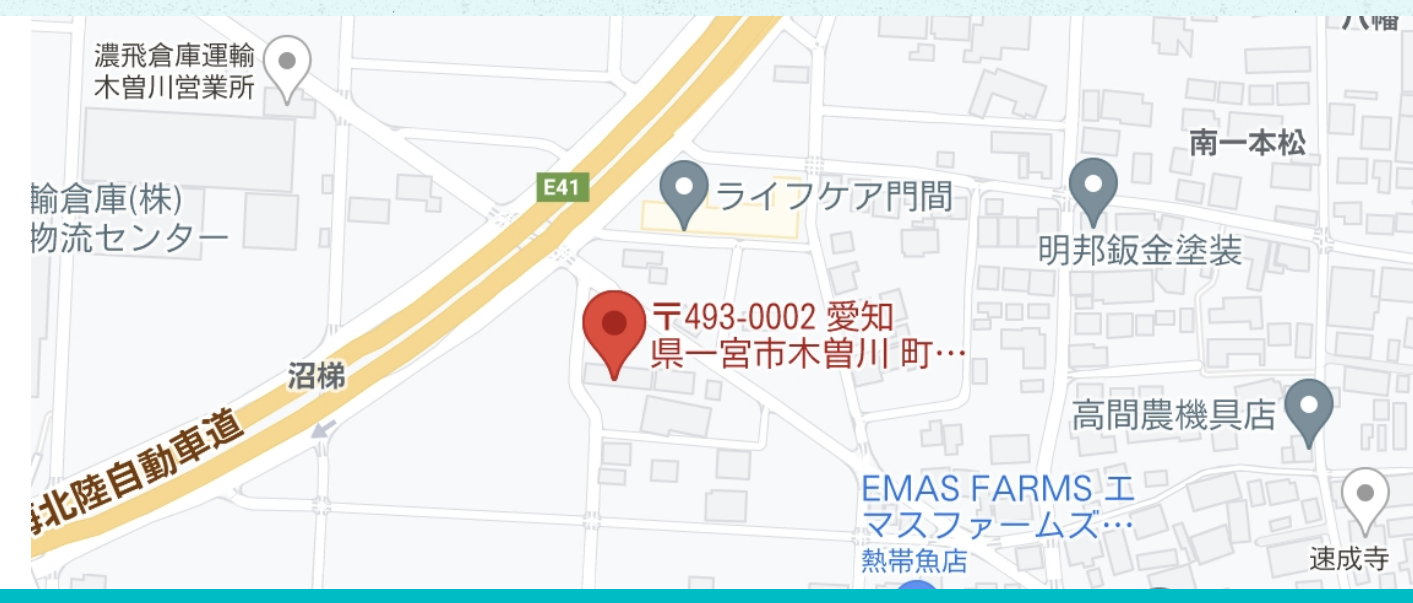 八幡
濃飛倉庫運輸
木曽川営業所
南一本松
E41
ライフケア門間
輸倉庫(株)
物流センター
明邦鈑金塗装
〒493-0002 愛知
県一宮市木曽川 町…
沼梯
高間農機具店
北陸自動車道
EMAS FARMS エ
マスファームズ…
熱帯魚店
速成寺